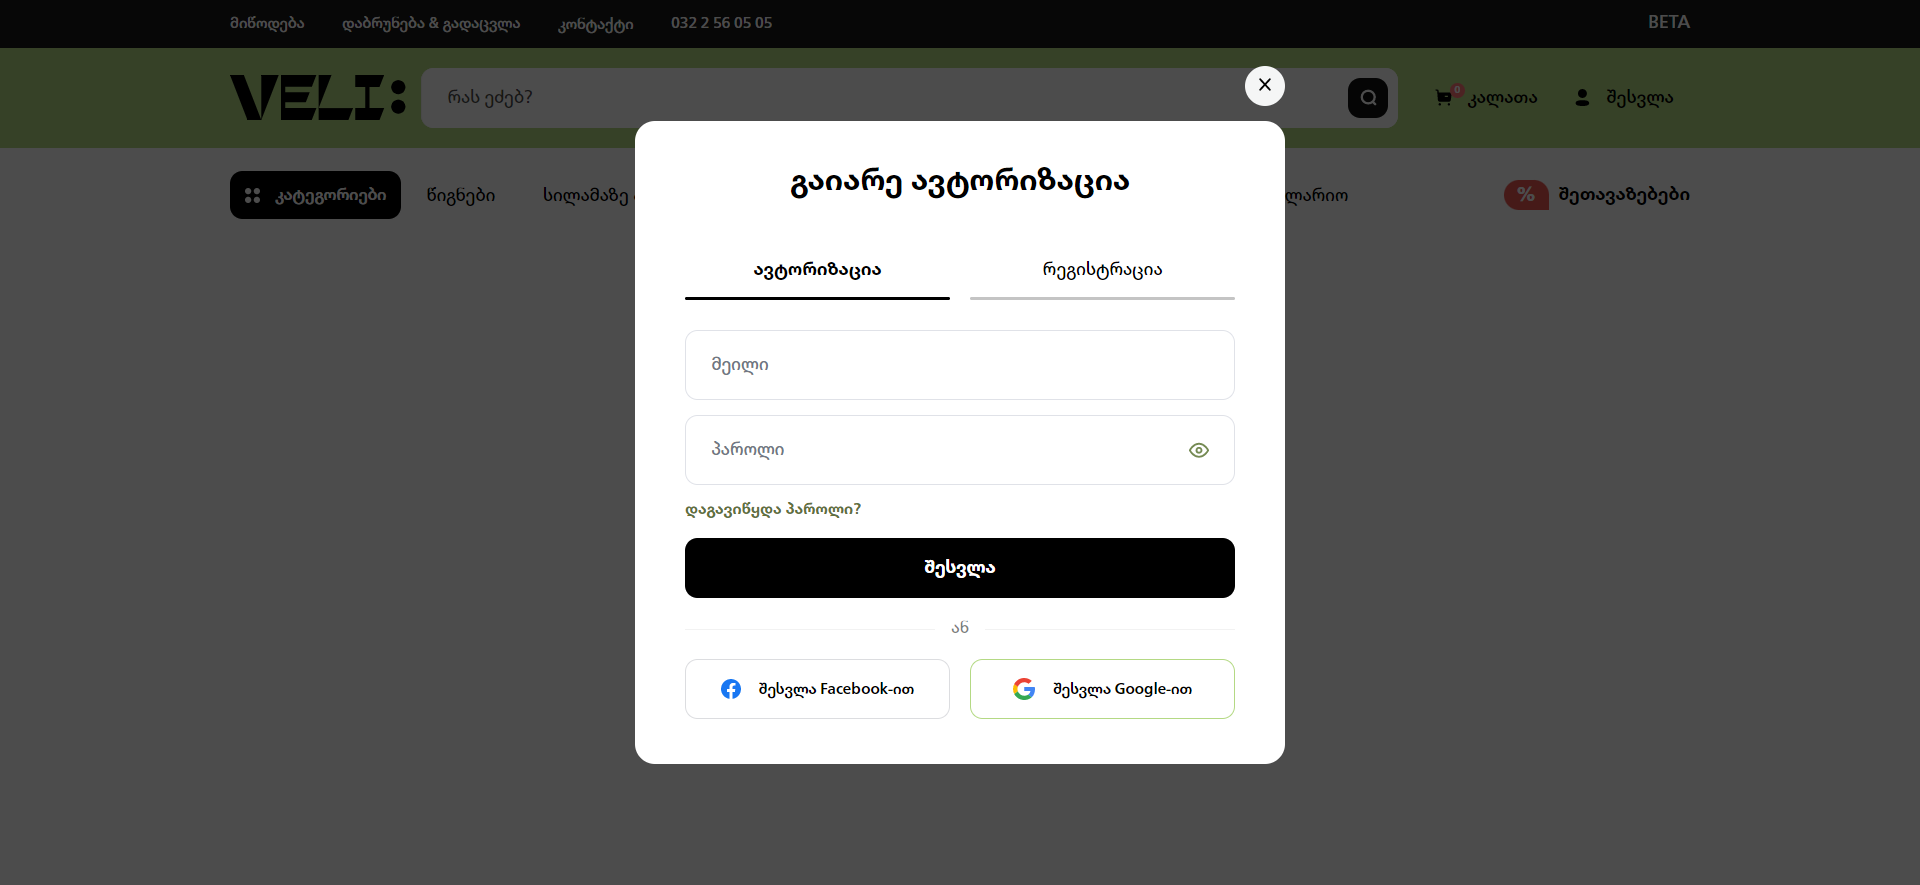 მიწოდება დაბრუნება & გადაცვლა კონტაქტი 032 2 56 05 05 BETA
VELI: რას ეძებ? 0 კალათა შესვლა
კატეგორიები წიგნები სილამაზე ლარიო % შეთავაზებები
გაიარე ავტორიზაცია
ავტორიზაცია რეგისტრაცია
მეილი
პაროლი
დაგავიწყდა პაროლი?
შესვლა
ან
შესვლა Facebook-ით შესვლა Google-ით